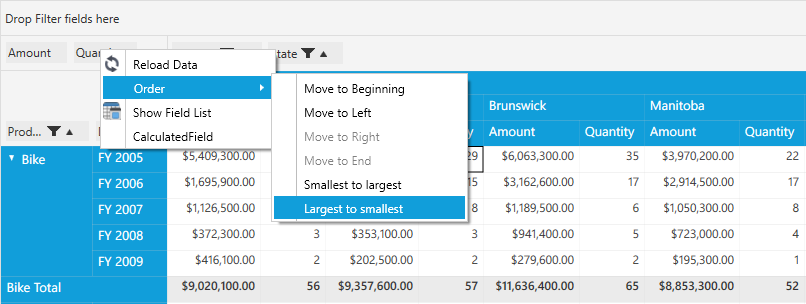 Drop Filter fields here
Amount Quan tate
Reload Data
Order
Show Field List
CalculatedField
Move to Beginning
Move to Left
Move to Right
Move to End
Smallest to largest
Largest to smallest
Brunswick Manitoba
Prod... Amount Quantity Amount Quantity
Bike FY 2005 $5,409,300.00 29 $6,063,300.00 35 $3,970,200.00 22
FY 2006 $1,695,900.00 15 $3,162,600.00 17 $2,914,500.00 17
FY 2007 $1,126,500.00 8 $1,189,500.00 6 $1,050,300.00 8
FY 2008 $372,300.00 3 $353,100.00 3 $941,400.00 5 $723,000.00 4
FY 2009 $416,100.00 2 $202,500.00 2 $279,600.00 2 $195,300.00 1
Bike Total $9,020,100.00 56 $9,357,600.00 57 $11,636,400.00 65 $8,853,300.00 52